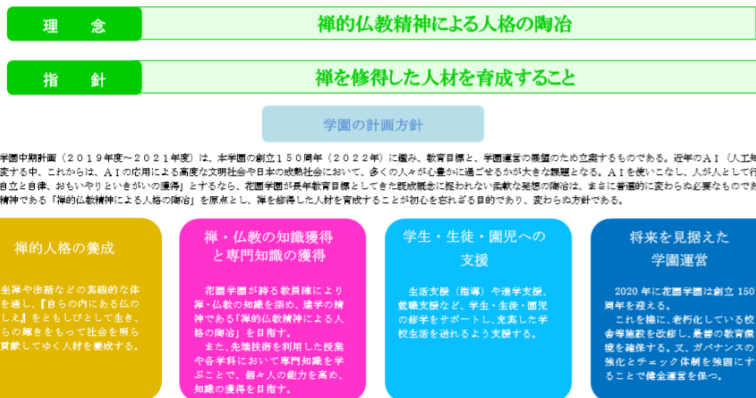 理 念
禅的仏教精神による人格の陶冶
指 針
禅を修得した人材を育成すること
学園の計画方針
学園中期計画（２０１９年度～２０２１年度）は、本学園の創立１５０周年（２０２２年）に鑑み、教育目標と、学園運営の展望のため立案するものである。近年のＡＩ（人工知
変する中、これからは、ＡＩの応用による高度な文明社会や日本の成熟社会において、多くの人々が心豊かに過ごせるかが大きな課題となる。ＡＩを使いこなし、人が人として行
自立と自律、おもいやりといきがいの獲得」とするなら、花園学園が長年教育目標としてきた既成概念に捉われない柔軟な発想の陶冶は、まさに普遍的に変わらぬ必要なもので
精神である「禅的仏教精神による人格の陶冶」を原点とし、禅を修得した人材を育成することが初心を忘れざる目的であり、変わらぬ方針である。
禅的人格の養成
坐禅や作務などの実践的な体
を通し、『自らの内にある仏の
しえ』をともしびとして生き、
らの輝きをもって社会を照ら
貢献してゆく人材を養成する。
禅・仏教の知識獲得
と専門知識の獲得
花園学園が誇る教員陣により
禅・仏教の知識を深め、建学の精
神である「禅的仏教精神による人
格の陶冶」を目指す。
また、先端技術を利用した授業
や各学科において専門知識を学
ぶことで、個々人の能力を高め、
知識の獲得を目指す。
学生・生徒・園児への
支援
生活支援（指導）や進学支援、
就職支援など、学生・生徒・園児
の修学をサポートし、充実した学
校生活を送れるよう支援する。
将来を見据えた
学園運営
2020 年に花園学園は創立 150
周年を迎える。
これを機に、老朽化している校
舎等施設を改修し、最善の教育環
境を確保する。又、ガバナンスの
強化とチェック体制を強固にす
ることで健全運営を保つ。